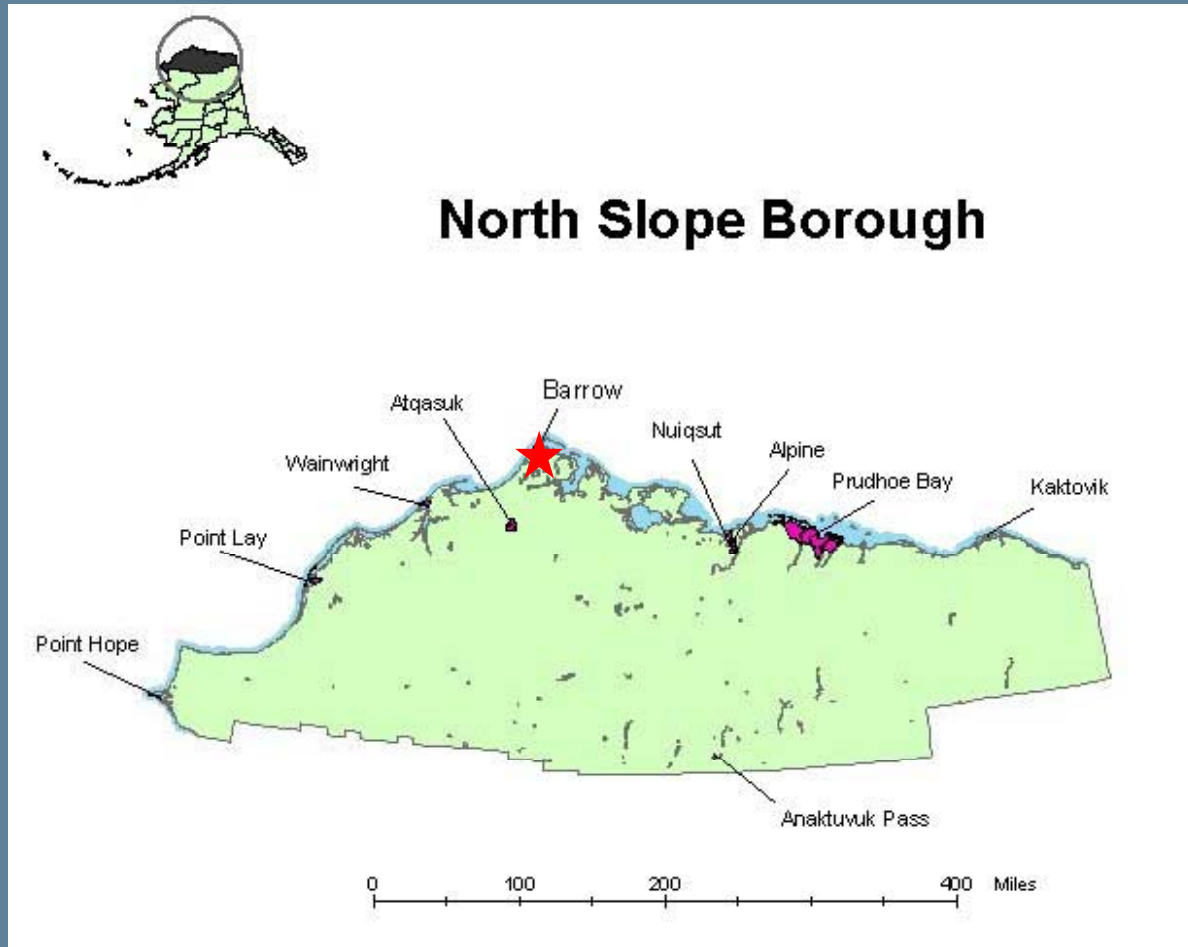 North Slope Borough
Barrow
Atqasuk
Nuiqsut
Alpine
Wainwright
Prudhoe Bay
Kaktovik
Point Lay
Point Hope
Anaktuvuk Pass
0 100 200 400 Miles